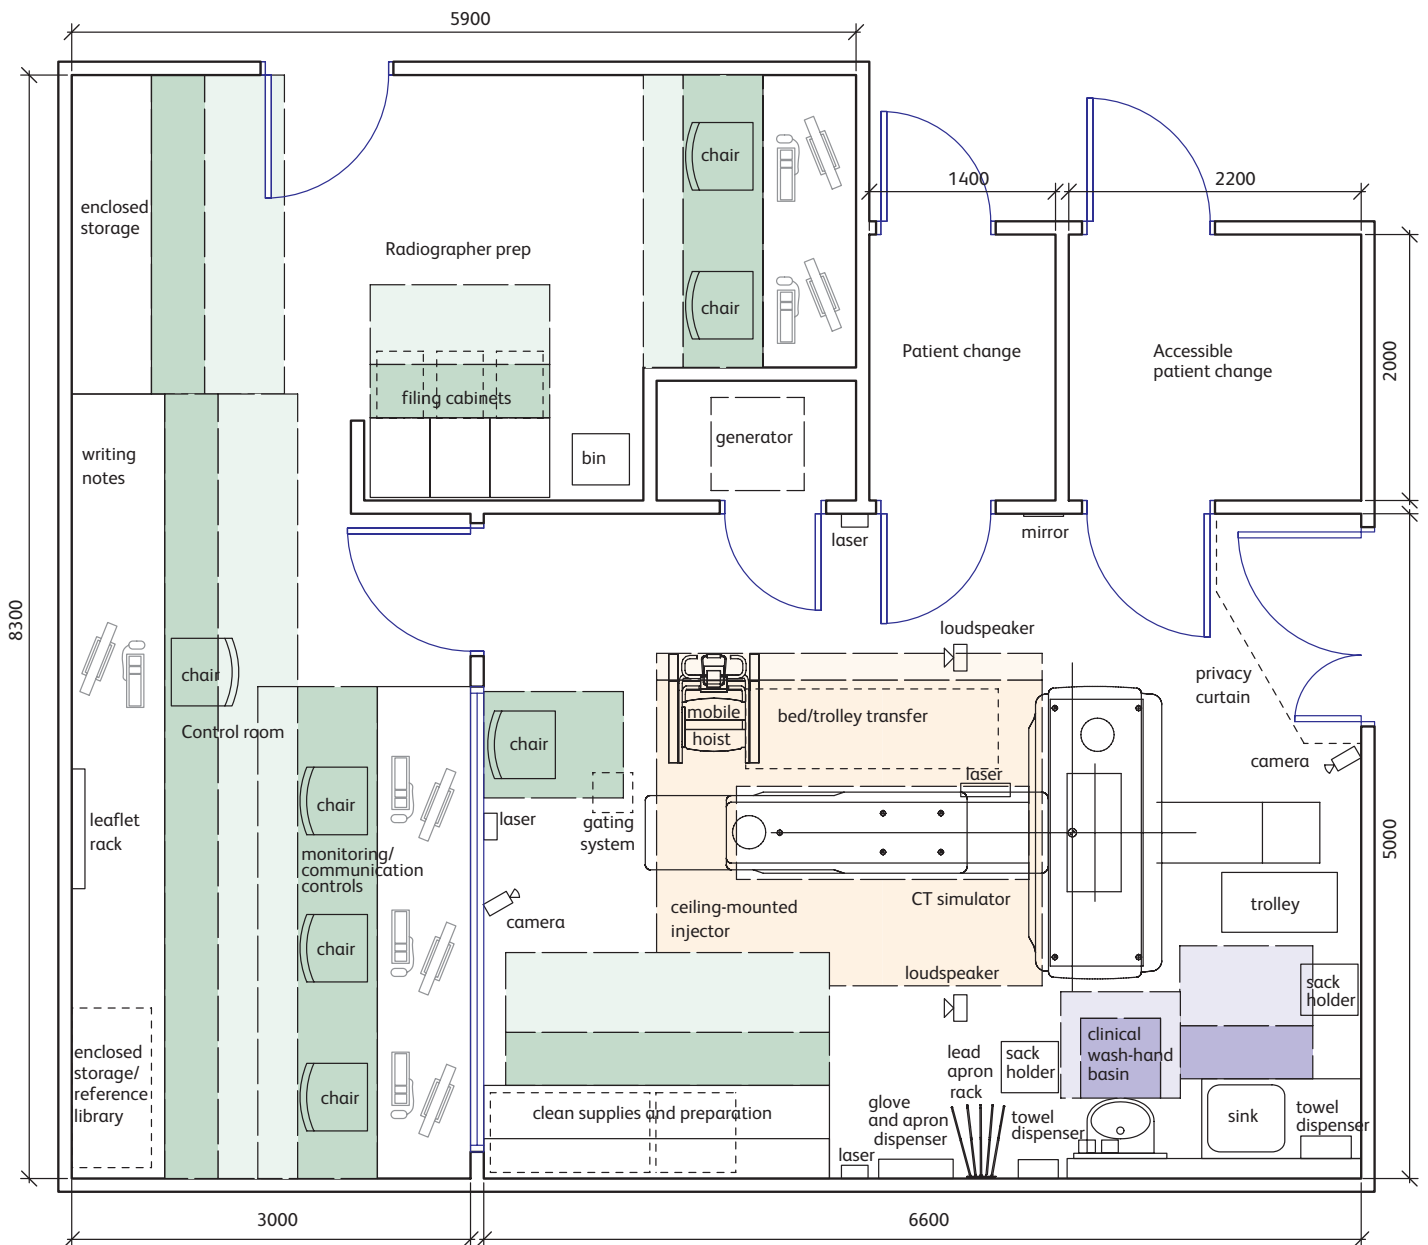 5900
1400
2200
chair
enclosed
storage
Radiographer prep
chair
Patient change
Accessible
patient change
2000
filing cabinets
generator
writing
notes
bin
laser
mirror
8300
loudspeaker
chair
privacy
curtain
mobile
hoist
bed/trolley transfer
Control room
chair
camera
laser
chair
leaflet
rack
laser
gating
system
5000
monitoring/
communication
controls
CT simulator
trolley
ceiling-mounted
injector
camera
chair
loudspeaker
sack
holder
clinical
wash-hand
basin
enclosed
storage/
reference
library
lead
apron
rack
sack
holder
chair
clean supplies and preparation
glove
and apron
dispenser
towel
dispenser
sink
towel
dispenser
laser
3000
6600